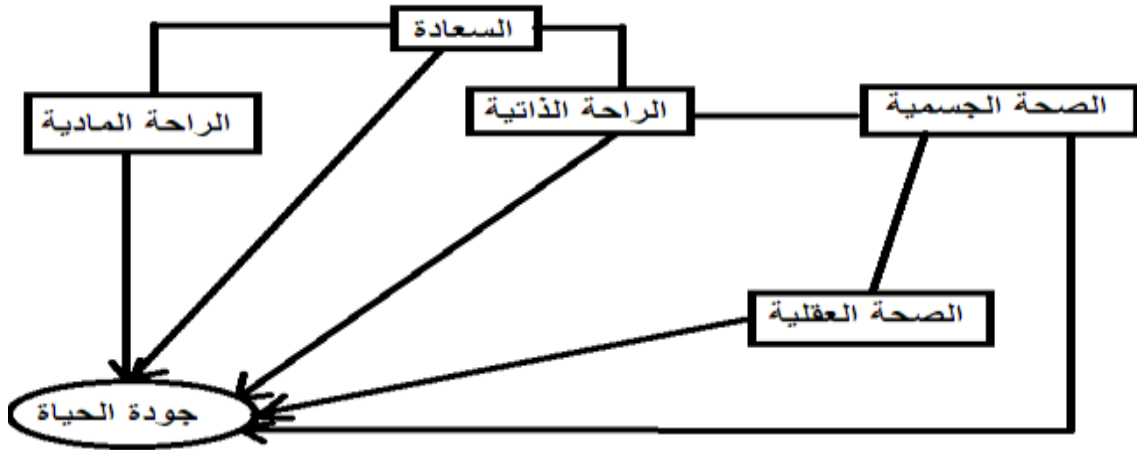 السعادة
الصحة الجسمية
الراحة الذاتية
الراحة المادية
الصحة العقلية
جودة الحياة